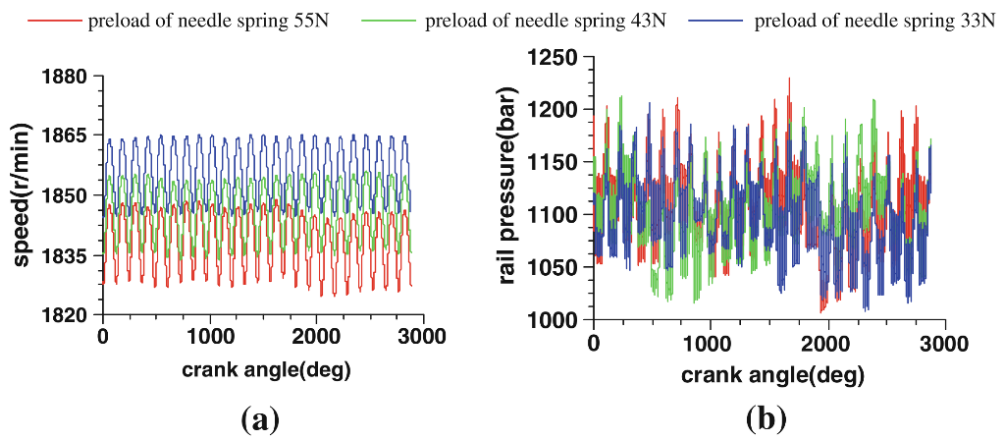 preload of needle spring 55N preload of needle spring 43N preload of needle spring 33N
speed(r/min)
1880
1865
1850
1835
1820
0 1000 2000 3000
crank angle(deg)
(a)
rail pressure(bar)
1250
1200
1150
1100
1050
1000
0 1000 2000 3000
crank angle(deg)
(b)